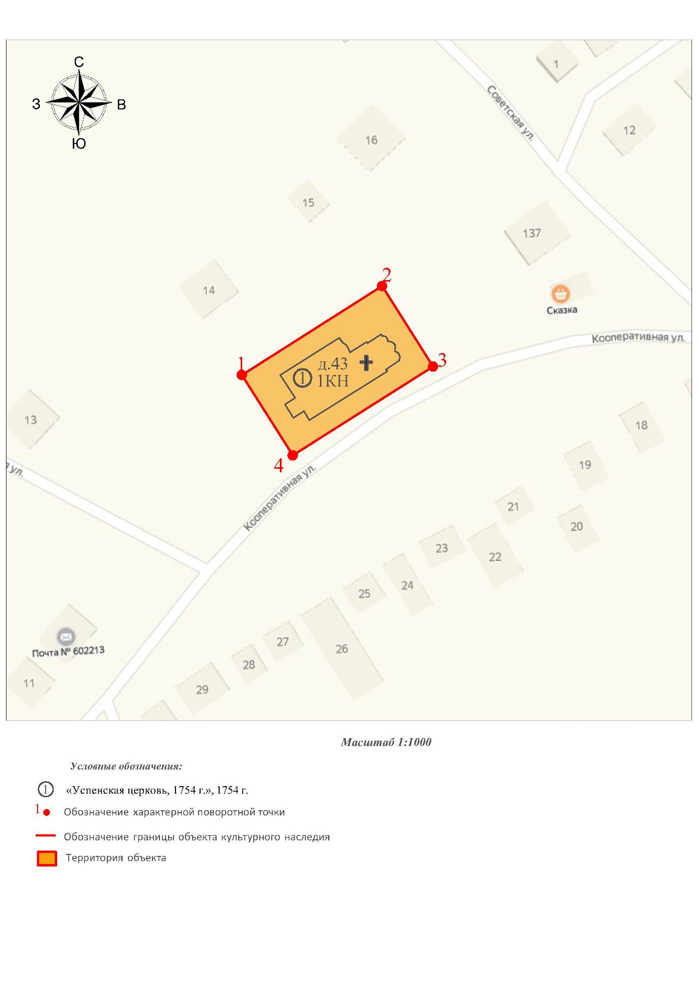 С
З
В
Ю
1
Советская ул.
12
16
15
137
14
2
Сказка
Кооперативная ул.
1
3
д.43
1
1КН
13
18
19
4
ул.
Кооперативная ул.
21
20
23
22
24
25
27
26
28
Почта № 602213
11
29
Масштаб 1:1000
Условные обозначения:
1 «Успенская церковь, 1754 г.», 1754 г.
1 Обозначение характерной поворотной точки
Обозначение границы объекта культурного наследия
Территория объекта